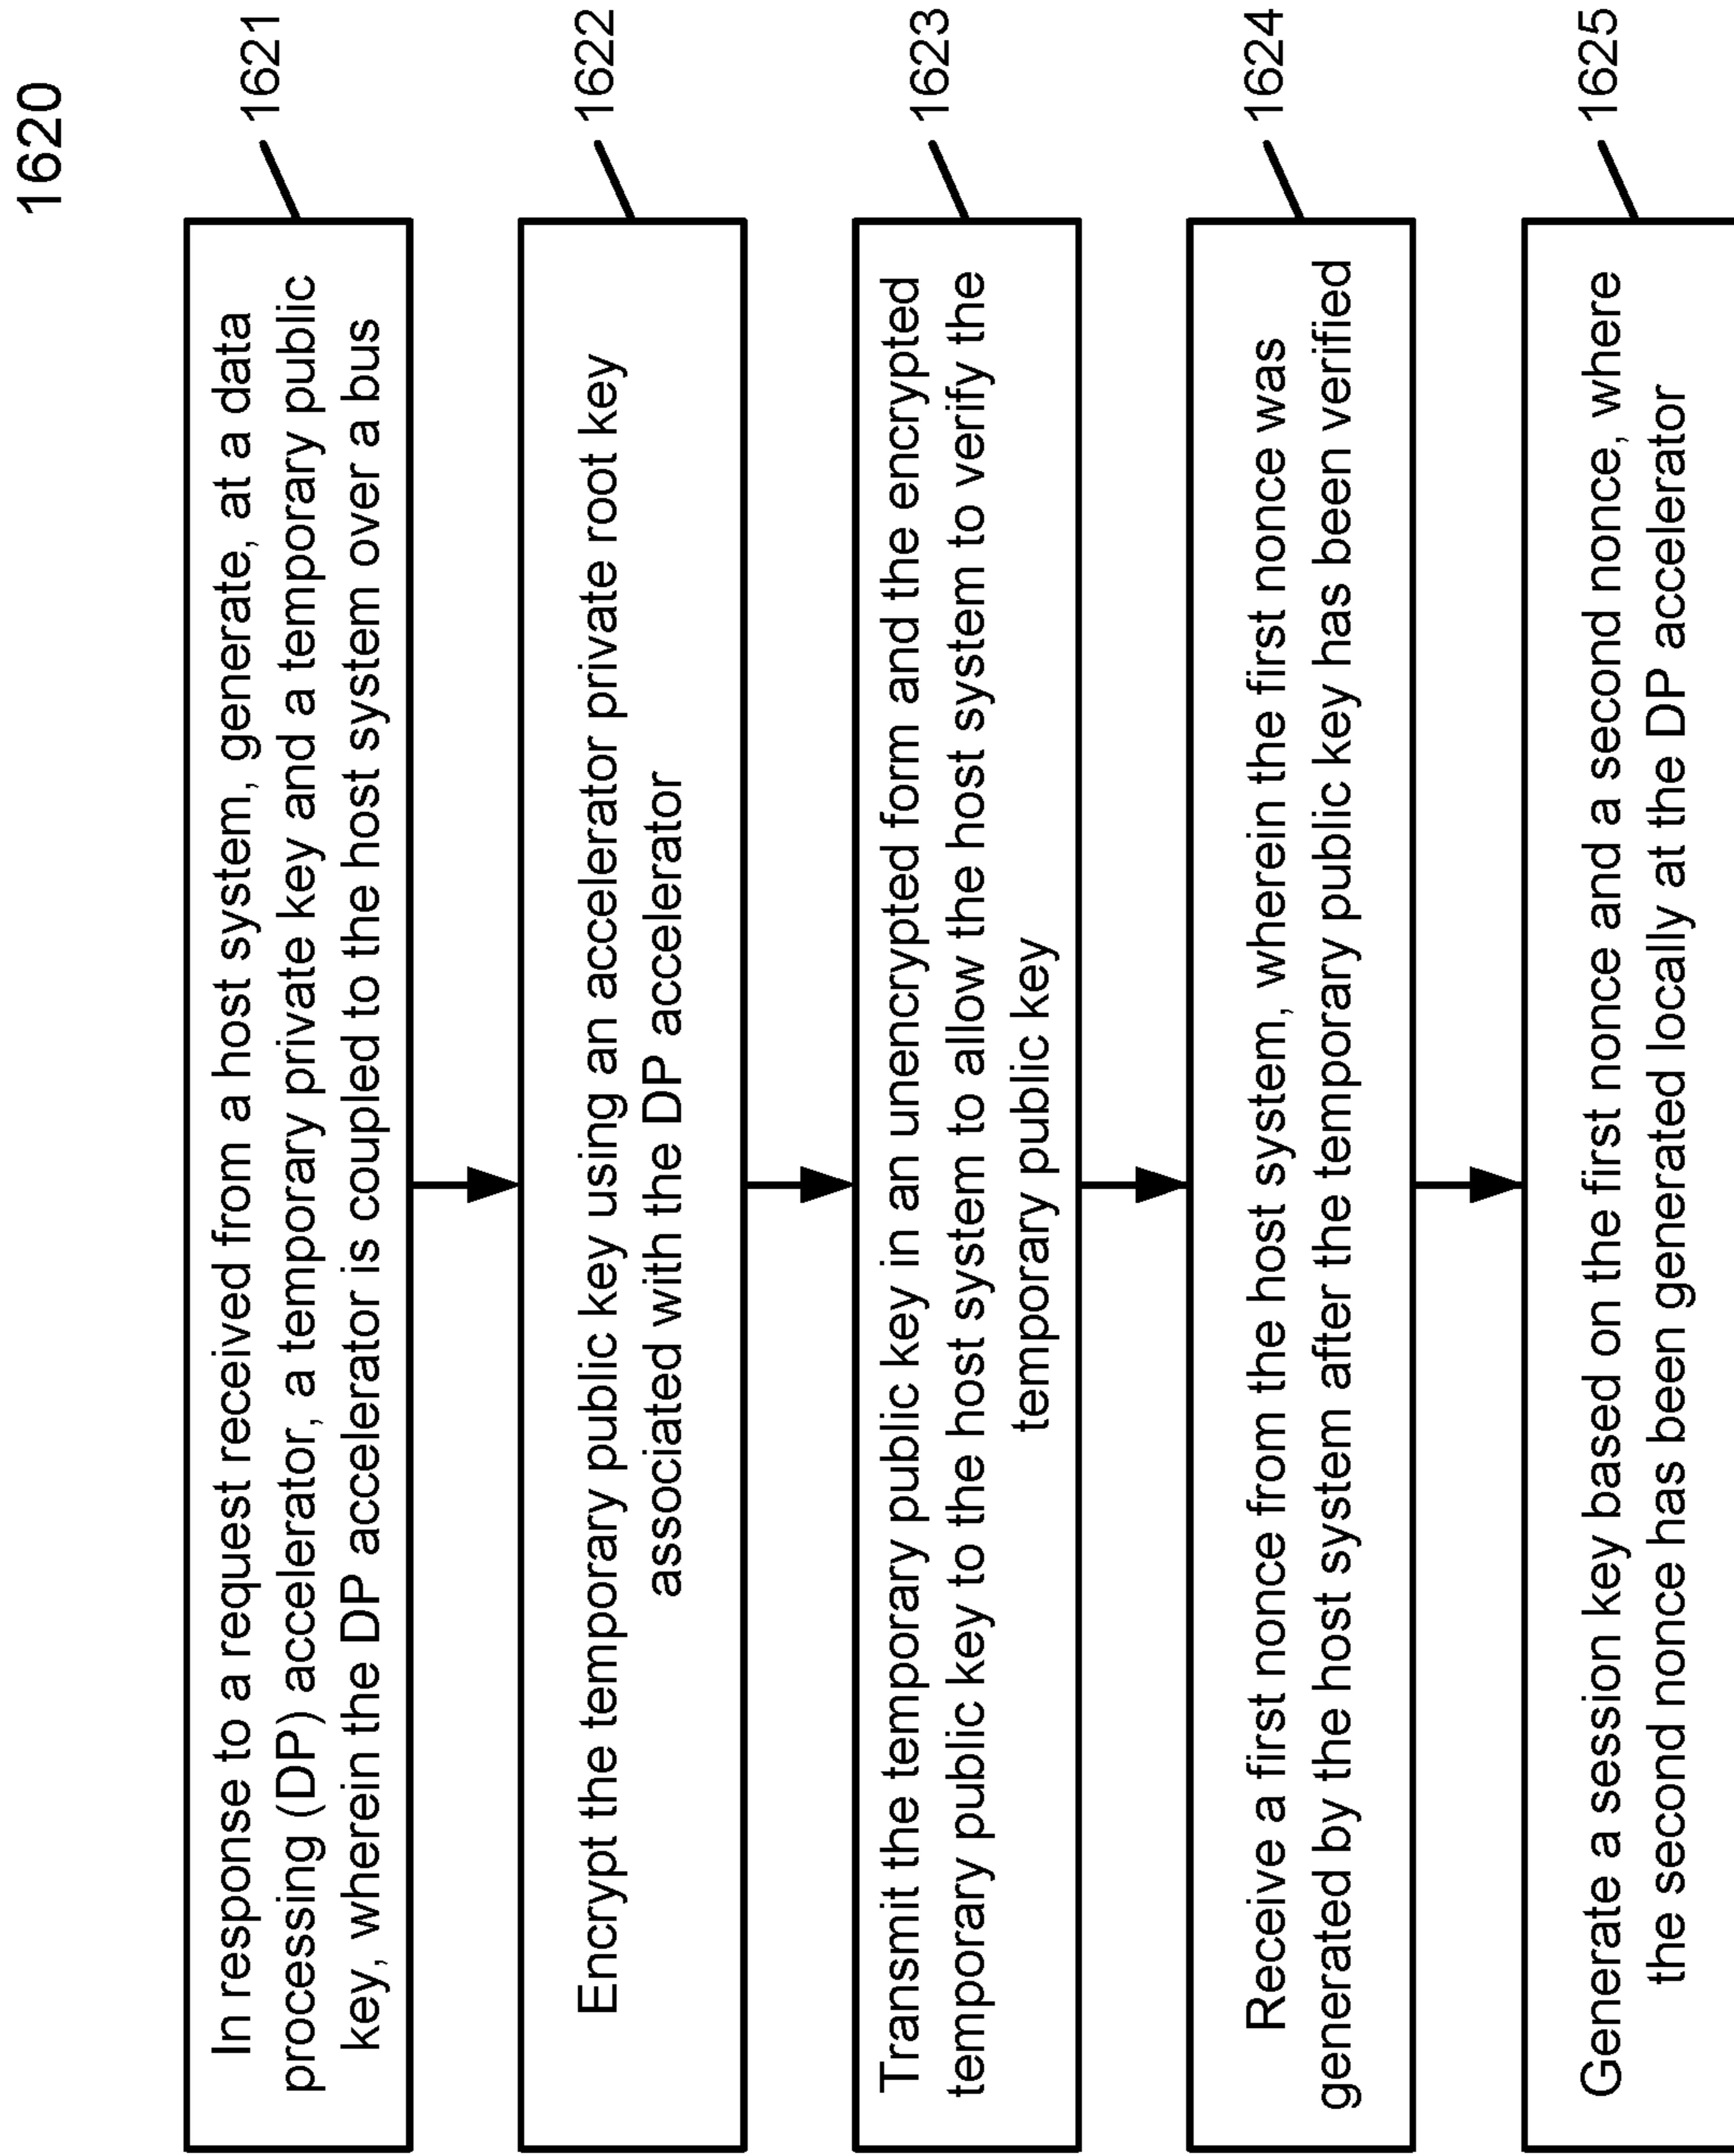 1620
In response to a request received from a host system, generate, at a data
processing (DP) accelerator, a temporary private key and a temporary public
key, wherein the DP accelerator is coupled to the host system over a bus
1621
Encrypt the temporary public key using an accelerator private root key
associated with the DP accelerator
1622
Transmit the temporary public key in an unencrypted form and the encrypted
temporary public key to the host system to allow the host system to verify the
temporary public key
1623
Receive a first nonce from the host system, wherein the first nonce was
generated by the host system after the temporary public key has been verified
1624
Generate a session key based on the first nonce and a second nonce, where
the second nonce has been generated locally at the DP accelerator
1625